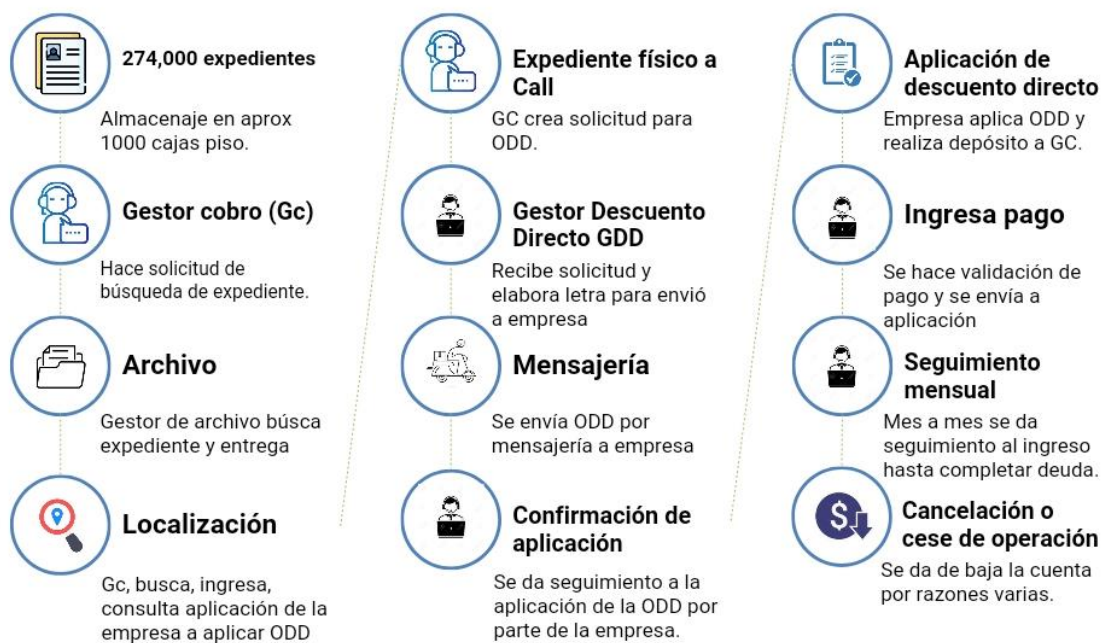 274,000 expedientes
Almacenaje en aprox
1000 cajas piso.
Gestor cobro (Gc)
Hace solicitud de
búsqueda de expediente.
Archivo
Gestor de archivo búsca
expediente y entrega
Localización
Gc, busca, ingresa,
consulta aplicación de la
empresa a aplicar ODD
Expediente físico a
Call
GC crea solicitud para
ODD.
Gestor Descuento
Directo GDD
Recibe solicitud y
elabora letra para envió
a empresa
Mensajería
Se envía ODD por
mensajería a empresa
Confirmación de
aplicación
Se da seguimiento a la
aplicación de la ODD por
parte de la empresa.
Aplicación de
descuento directo
Empresa aplica ODD y
realiza depósito a GC.
Ingresa pago
Se hace validación de
pago y se envía a
aplicación
Seguimiento
mensual
Mes a mes se da
seguimiento al ingreso
hasta completar deuda.
Cancelación o
cese de operación
Se da de baja la cuenta
por razones varias.